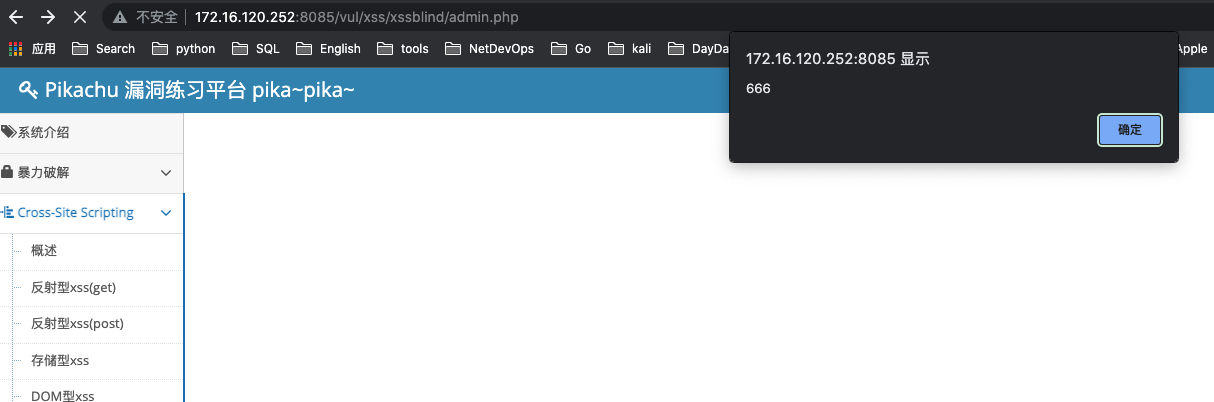 不安全 | 172.16.120.252:8085/vul/xss/xssblind/admin.php
应用 Search python SQL English tools NetDevOps Go kali DayDa Apple
172.16.120.252:8085 显示
666
确定
Pikachu 漏洞练习平台 pika~pika~
系统介绍
暴力破解
Cross-Site Scripting
概述
反射型xss(get)
反射型xss(post)
存储型xss
DOM型xss